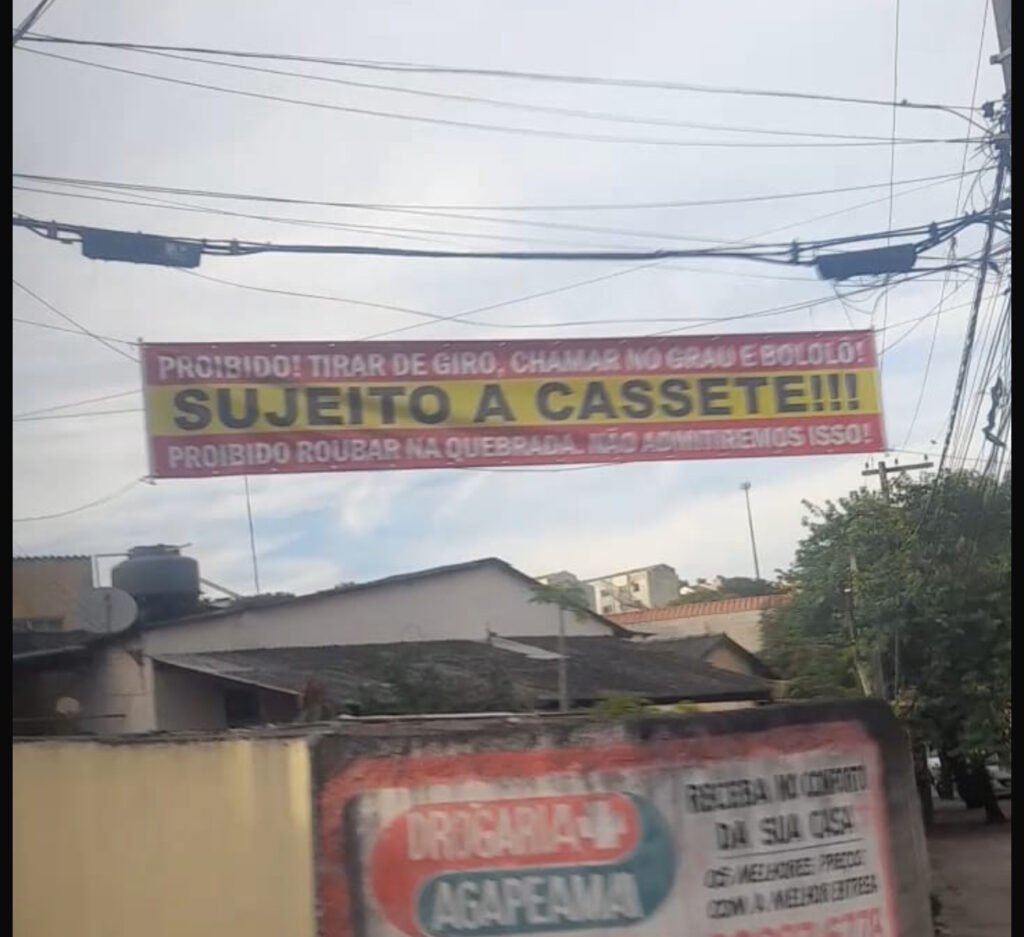 PROIBIDO! TIRAR DE GIRO, CHAMAR NO GRAU E BOLOLÔ!
SUJEITO A CASSETE!!!
PROIBIDO ROUBAR NA QUEBRADA. NÃO ADMITIREMOS ISSO!
DROGARIA
AGAPEAMA
RECEBA NO CONFORTO
DA SUA CASA
OS MELHORES PREÇOS
COM A MELHOR ENTREGA